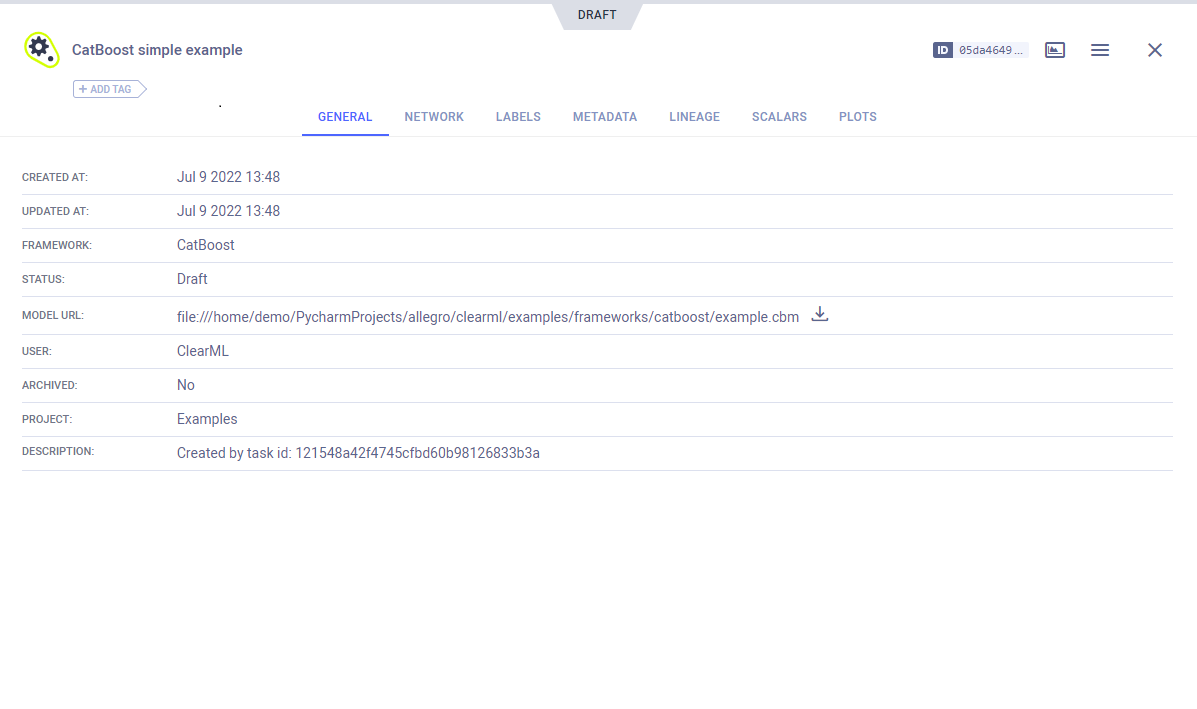 DRAFT
CatBoost simple example
ID 05da4649 ...
+ ADD TAG
GENERAL NETWORK LABELS METADATA LINEAGE SCALARS PLOTS
CREATED AT: Jul 9 2022 13:48
UPDATED AT: Jul 9 2022 13:48
FRAMEWORK: CatBoost
STATUS: Draft
MODEL URL: file:///home/demo/PycharmProjects/allegro/clearml/examples/frameworks/catboost/example.cbm
USER: ClearML
ARCHIVED: No
PROJECT: Examples
DESCRIPTION: Created by task id: 121548a42f4745cfbd60b98126833b3a